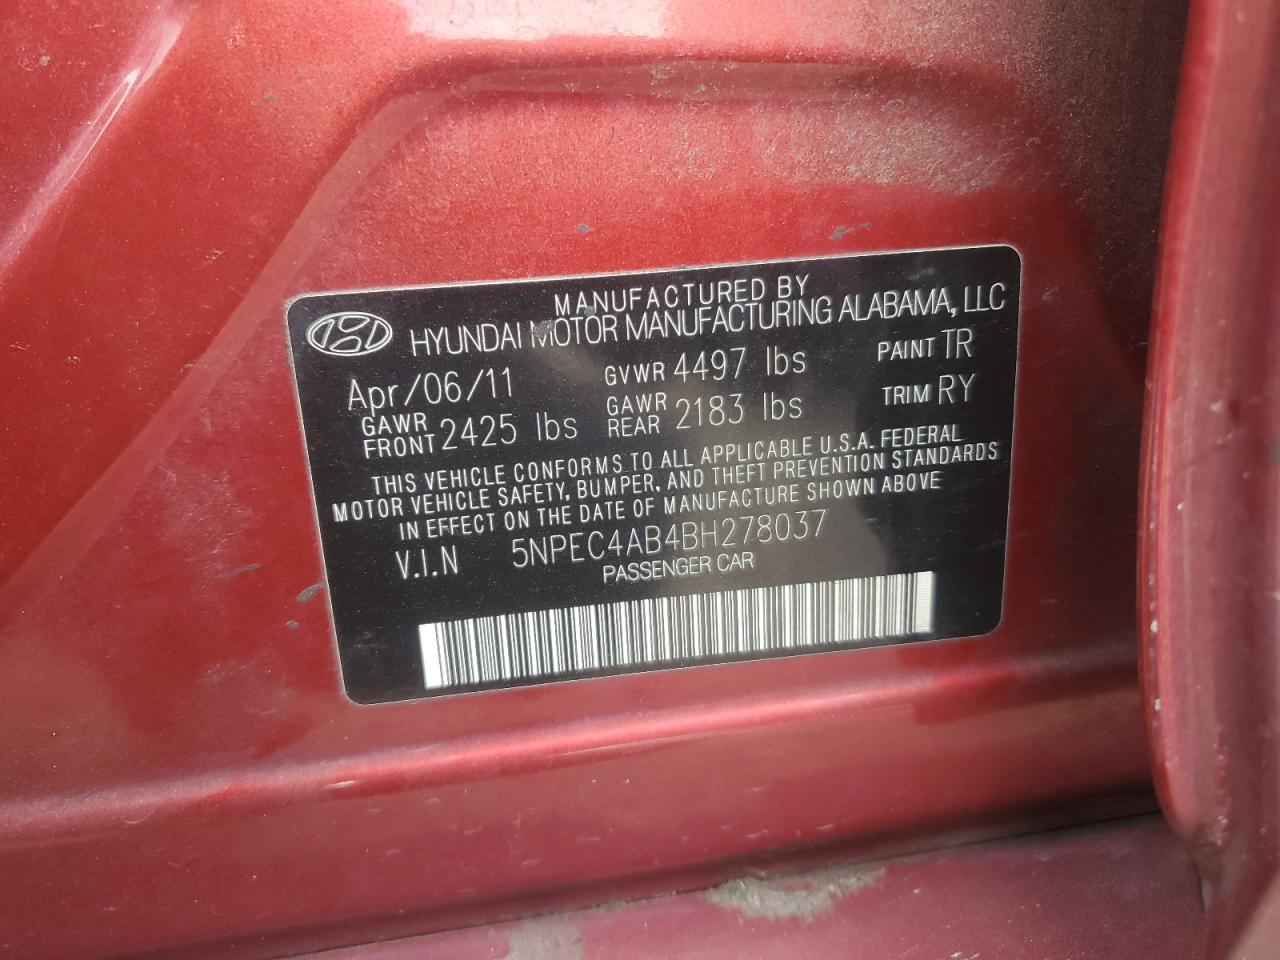 MANUFACTURED BY
HYUNDAI MOTOR MANUFACTURING ALABAMA, LLC
Apr/06/11 GVWR 4497 lbs PAINT TR
GAWR FRONT 2425 lbs GAWR REAR 2183 lbs TRIM RY
THIS VEHICLE CONFORMS TO ALL APPLICABLE U.S.A. FEDERAL
MOTOR VEHICLE SAFETY, BUMPER, AND THEFT PREVENTION STANDARDS
IN EFFECT ON THE DATE OF MANUFACTURE SHOWN ABOVE
V.I.N 5NPEC4AB4BH278037
PASSENGER CAR